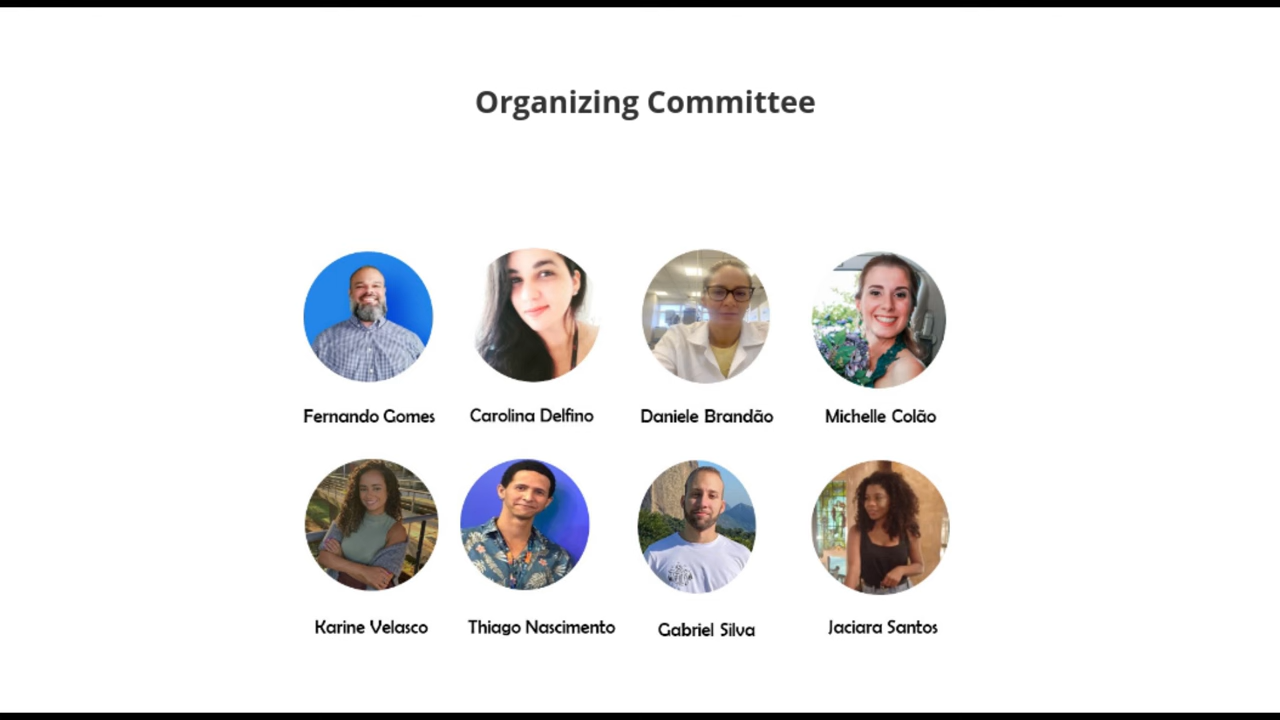 Organizing Committee
Fernando Gomes
Carolina Delfino
Daniele Brandão
Michelle Colão
Karine Velasco
Thiago Nascimento
Gabriel Silva
Jaciara Santos